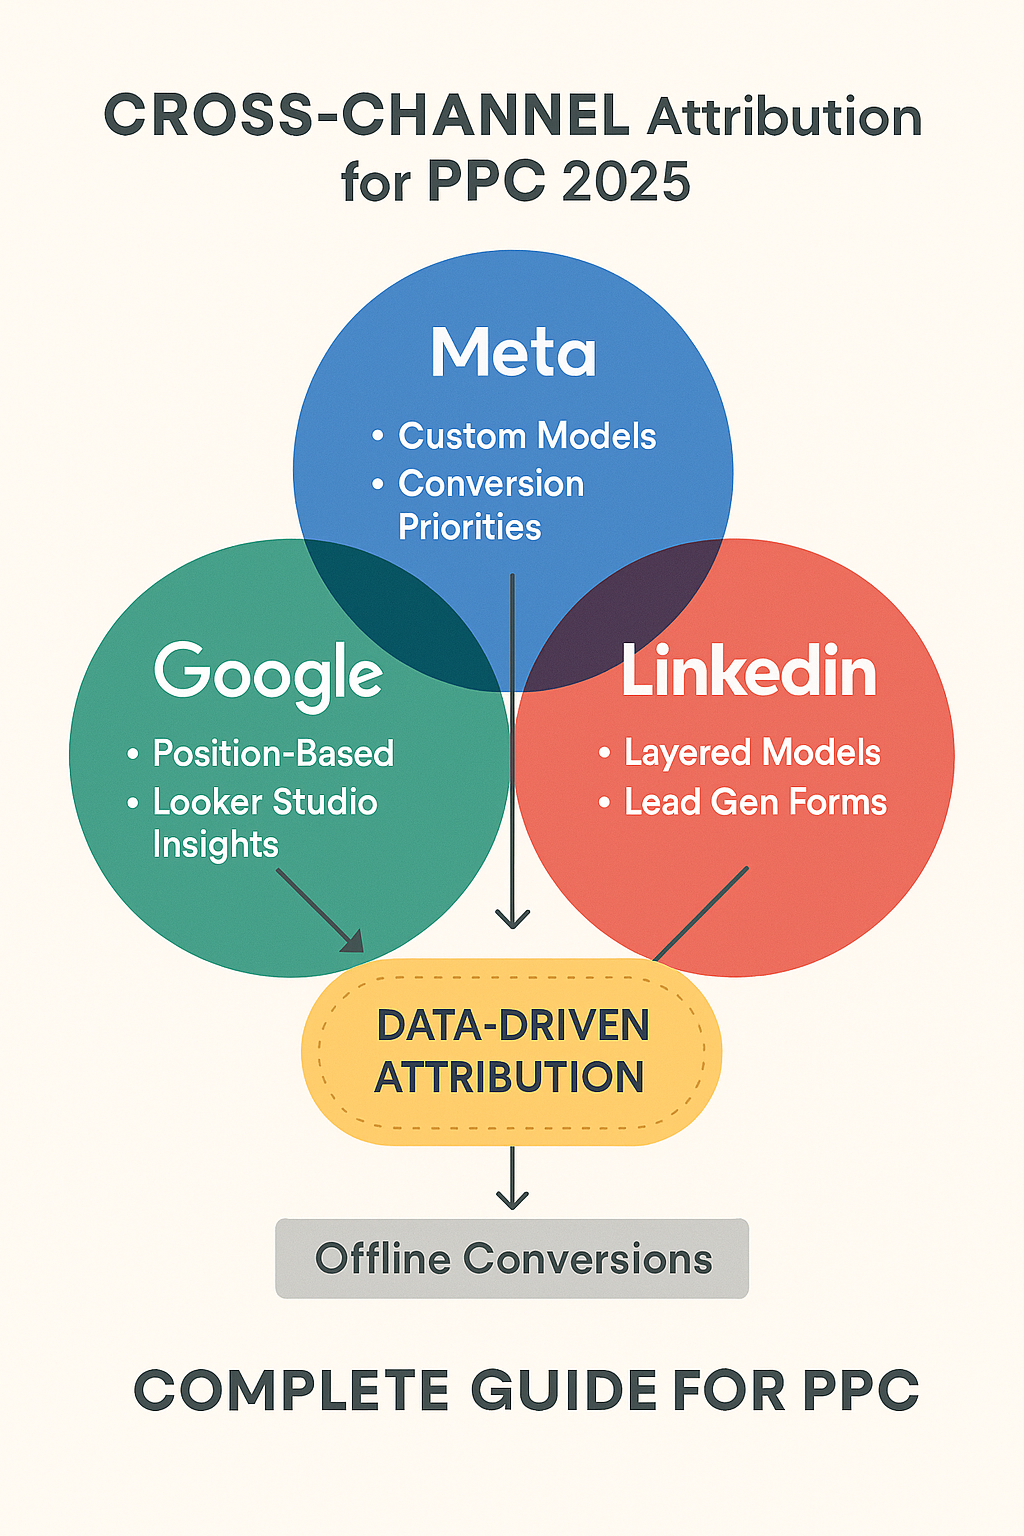 CROSS-CHANNEL Attribution
for PPC 2025
Meta
• Custom Models
• Conversion
Priorities
Google
• Position-Based
• Looker Studio
Insights
Linkedin
• Layered Models
• Lead Gen Forms
DATA-DRIVEN
ATTRIBUTION
Offline Conversions
COMPLETE GUIDE FOR PPC